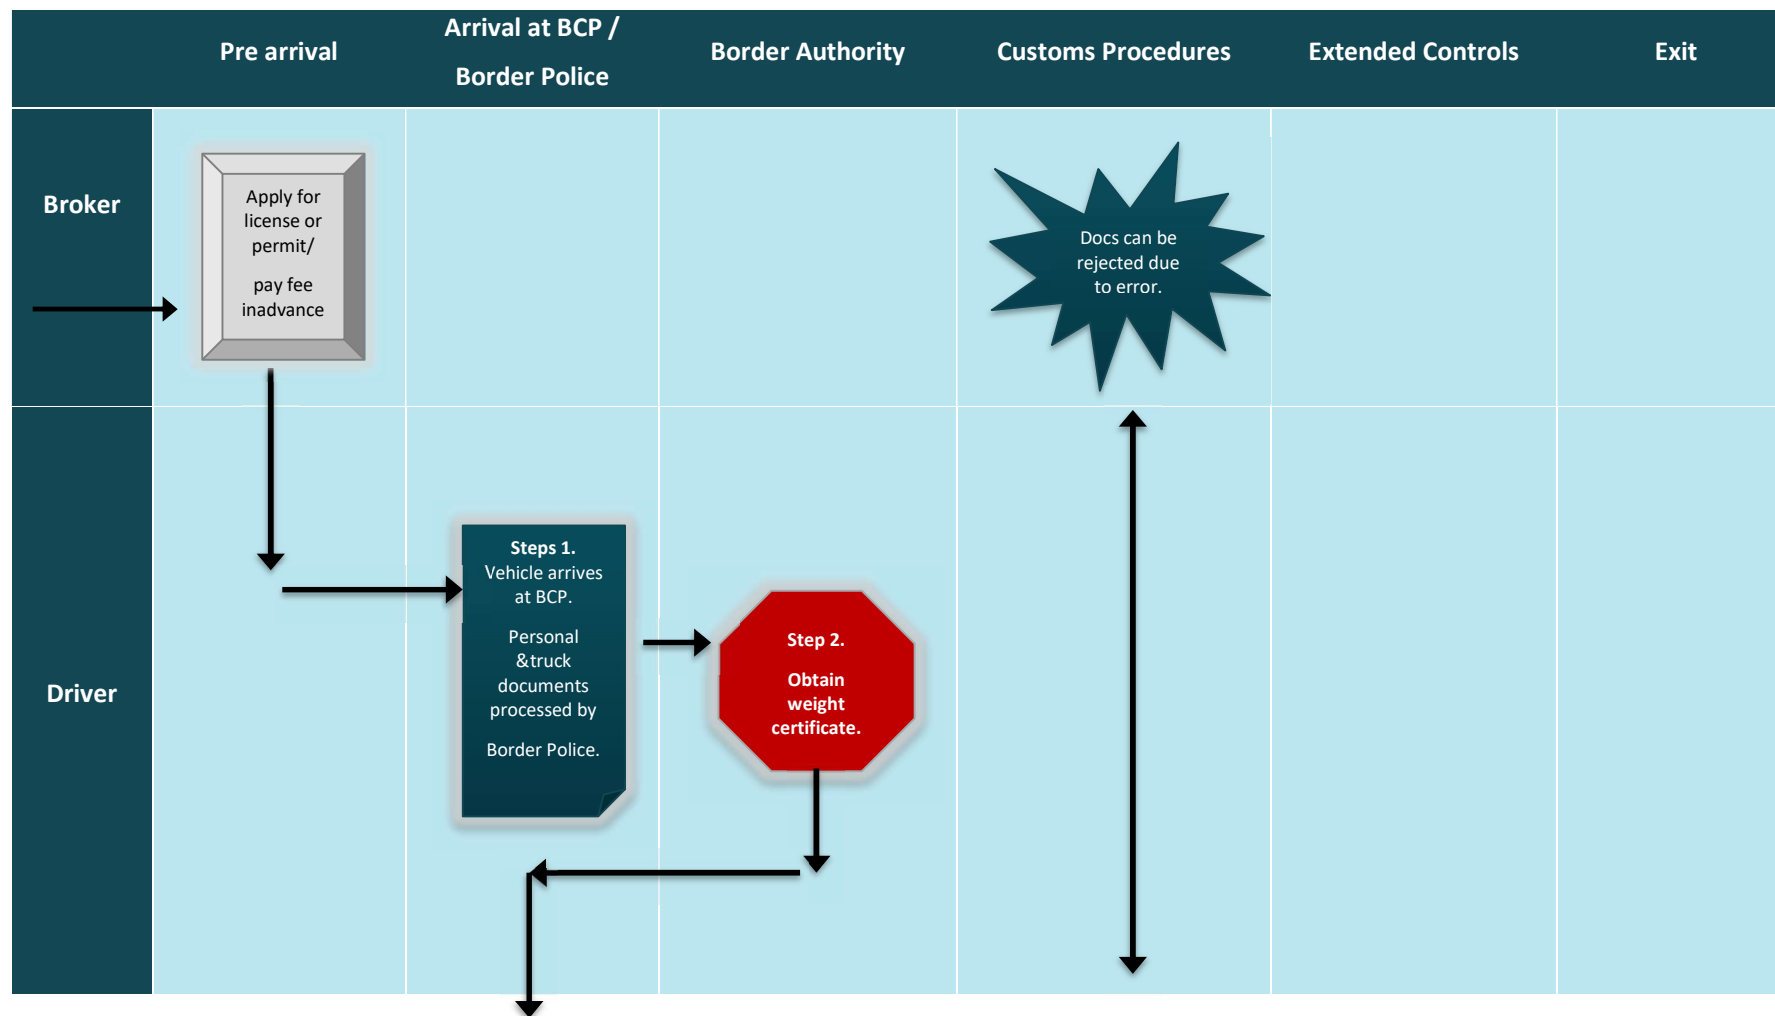 Pre arrival
Arrival at BCP /
Border Police
Border Authority
Customs Procedures
Extended Controls
Exit
Broker
Apply for
license or
permit/
pay fee
inadvance
Docs can be
rejected due
to error.
Driver
Steps 1.
Vehicle arrives
at BCP.
Personal
&truck
documents
processed by
Border Police.
Step 2.
Obtain
weight
certificate.